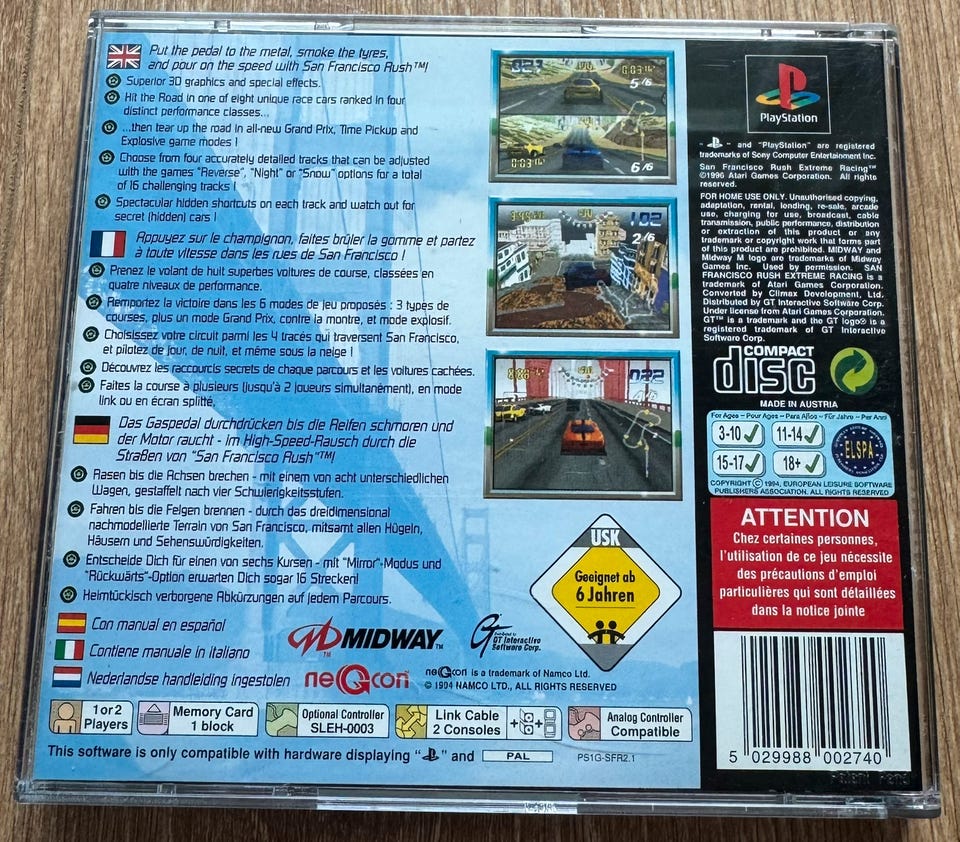 Put the pedal to the metal, smoke the tyres,
and pour on the speed with San Francisco Rush™!
Superior 3D graphics and special effects.
Hit the Road in one of eight unique race cars ranked in four
distinct performance classes...
...then tear up the road in all-new Grand Prix, Time Pickup and
Explosive game modes !
Choose from four accurately detailed tracks that can be adjusted
with the games "Reverse", "Night" or "Snow" options for a total
of 16 challenging tracks !
Spectacular hidden shortcuts on each track and watch out for
secret (hidden) cars !
Appuyez sur le champignon, faites brûler la gomme et partez
à toute vitesse dans les rues de San Francisco !
Prenez le volant de huit superbes voitures de course, classées en
quatre niveaux de performance.
Remportez la victoire dans les 6 modes de jeu proposés : 3 types de
courses, plus un mode Grand Prix, contre la montre, et mode explosif.
Choisissez votre circuit parmi les 4 tracés qui traversent San Francisco,
et pilotez de jour, de nuit, et même sous la neige !
Découvrez les raccourcis secrets de chaque parcours et les voitures cachées.
Faites la course a plusieurs (jusqu'à 2 joueurs simultanément), en mode
link ou en écran splitté.
Das Gaspedal durchdrücken bis die Reifen schmoren und
der Motor raucht - im High-Speed-Rausch durch die
Straßen von "San Francisco Rush"™!
Rasen bis die Achsen brechen - mit einem von acht unterschiedlichen
Wagen, gestaffelt nach vier Schwierigkeitsstufen.
Fahren bis die Felgen brennen - durch das dreidimensional
nachmodellierte Terrain von San Francisco, mitsamt allen Hügeln,
Häusern und Sehenswürdigkeiten.
Entscheide Dich für einen von sechs Kursen - mit "Mirror"-Modus und
"Rückwärts"-Option erwarten Dich sogar 16 Strecken!
Heimtückisch verborgene Abkürzungen auf jedem Parcours.
Con manual en español
Contiene manuale in italiano
Nederlandse handleiding ingesloten
MIDWAY™
GT
Distributed by
GT Interactive
Software Corp.
neGcon
neGcon is a trademark of Namco Ltd.
© 1994 NAMCO LTD., ALL RIGHTS RESERVED
5/6
6/6
2/6
USK
Geeignet ab
6 Jahren
1 or 2
Players
Memory Card
1 block
Optional Controller
SLEH-0003
Link Cable
2 Consoles
Analog Controller
Compatible
This software is only compatible with hardware displaying " " and PAL
PS1G-SFR2.1
PlayStation
" " and "PlayStation" are registered
trademarks of Sony Computer Entertainment Inc.
San Francisco Rush Extreme Racing™
©1996 Atari Games Corporation. All rights
reserved.
FOR HOME USE ONLY. Unauthorised copying,
adaptation, rental, lending, re-sale, arcade
use, charging for use, broadcast, cable
transmission, public performance, distribution
or extraction of this product or any
trademark or copyright work that forms part
of this product are prohibited. MIDWAY and
Midway M logo are trademarks of Midway
Games Inc. Used by permission. SAN
FRANCISCO RUSH EXTREME RACING is a
trademark of Atari Games Corporation.
Converted by Climax Development, Ltd.
Distributed by GT Interactive Software Corp.
Under license from Atari Games Corporation.
GT™ is a trademark and the GT logo® is a
registered trademark of GT Interactive
Software Corp.
COMPACT
disc
MADE IN AUSTRIA
For Ages ~ Pour Ages ~ Para Años ~ Für Jahre ~ Per Anni
3-10
11-14
15-17
18+
ELSPA
COPYRIGHT © 1994, EUROPEAN LEISURE SOFTWARE
PUBLISHERS ASSOCIATION. ALL RIGHTS RESERVED
ATTENTION
Chez certaines personnes,
l'utilisation de ce jeu nécessite
des précautions d'emploi
particulières qui sont détaillées
dans la notice jointe
5 029988 002740